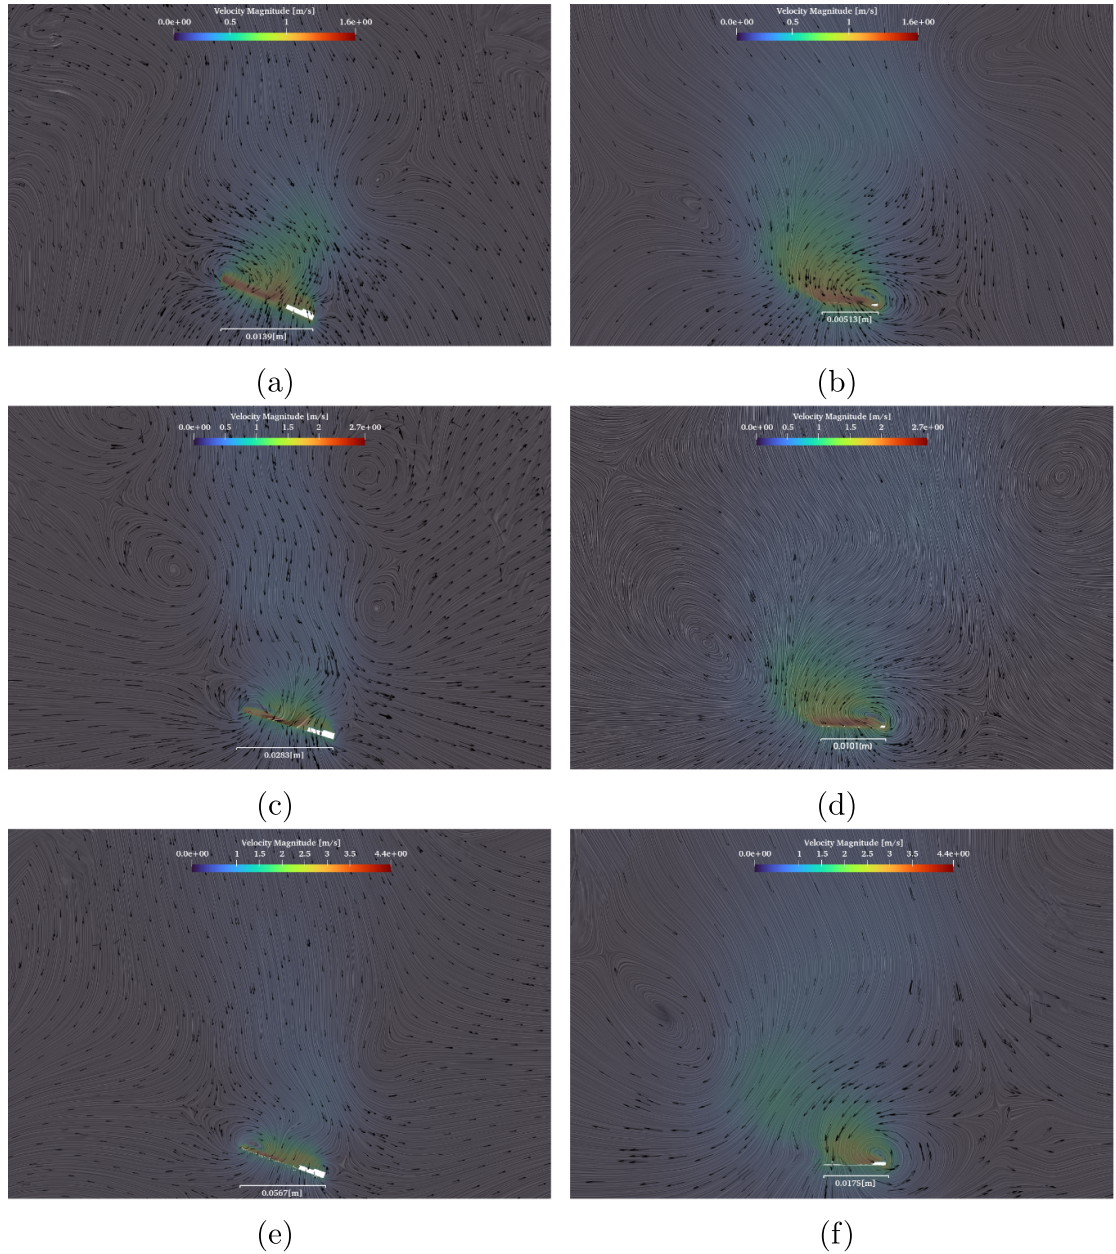 Velocity Magnitude [m/s]
0.0e+00 0.5 1 1.6e+00
0.0139[m]
(a)
Velocity Magnitude [m/s]
0.0e+00 0.5 1 1.6e+00
0.00513[m]
(b)
Velocity Magnitude [m/s]
0.0e+00 0.5 1 1.5 2 2.7e+00
0.0283[m]
(c)
Velocity Magnitude [m/s]
0.0e+00 0.5 1 1.5 2 2.7e+00
0.0101(m)
(d)
Velocity Magnitude [m/s]
0.0e+00 1 1.5 2 2.5 3 3.5 4.4e+00
0.0567[m]
(e)
Velocity Magnitude [m/s]
0.0e+00 1 1.5 2 2.5 3 3.5 4.4e+00
0.0175[m]
(f)